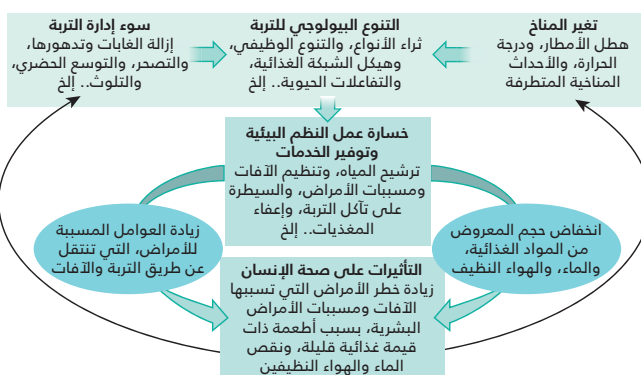 تغير المناخ
هطل الأمطار، ودرجة
الحرارة، والأحداث
المناخية المتطرفة
التنوع البيولوجي للتربة
ثراء الأنواع، والتنوع الوظيفي،
وهيكل الشبكة الغذائية،
والتفاعلات الحيوية.. إلخ
سوء إدارة التربة
إزالة الغابات وتدهورها،
والتصحر، والتوسع الحضري،
والتلوث.. إلخ
خسارة عمل النظم البيئية
وتوفير الخدمات
ترشيح المياه، وتنظيم الآفات
ومسببات الأمراض، والسيطرة
على تآكل التربة، وإعفاء
المغذيات.. إلخ
انخفاض حجم المعروض
من المواد الغذائية،
والماء، والهواء النظيف
زيادة العوامل المسببة
للأمراض، التي تنتقل
عن طريق التربة والآفات
التأثيرات على صحة الإنسان
زيادة خطر الأمراض التي تسببها
الآفات ومسببات الأمراض
البشرية، بسبب أطعمة ذات
قيمة غذائية قليلة، ونقص
الماء والهواء النظيفين